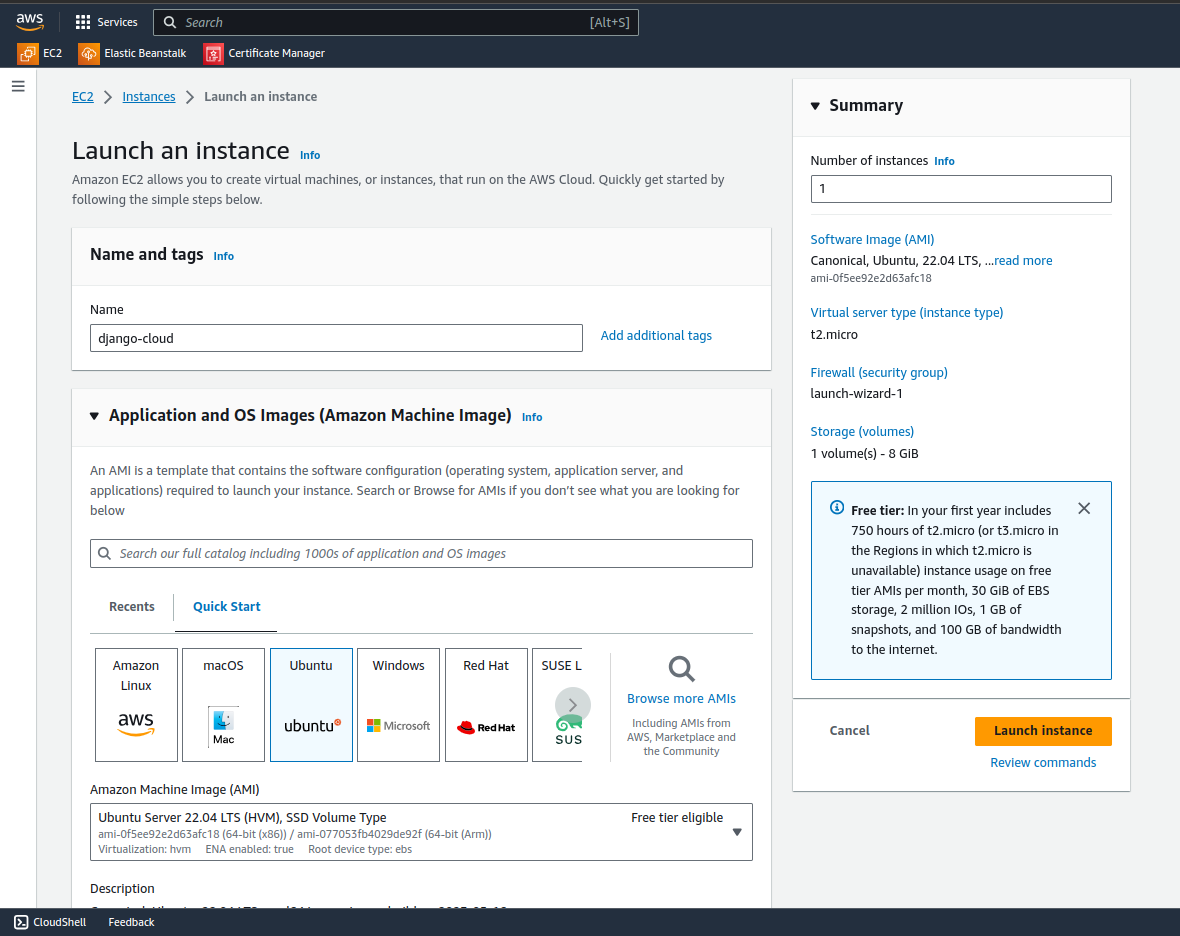 aws
Services
Search
[Alt+S]
EC2
Elastic Beanstalk
Certificate Manager
EC2
Instances
Launch an instance
Launch an instance Info
Amazon EC2 allows you to create virtual machines, or instances, that run on the AWS Cloud. Quickly get started by
following the simple steps below.
Name and tags Info
Name
django-cloud
Add additional tags
Application and OS Images (Amazon Machine Image) Info
An AMI is a template that contains the software configuration (operating system, application server, and
applications) required to launch your instance. Search or Browse for AMIs if you don’t see what you are looking for
below
Search our full catalog including 1000s of application and OS images
Recents
Quick Start
Amazon
Linux
aws
macOS
Mac
Ubuntu
ubuntu
Windows
Microsoft
Red Hat
Red Hat
SUSE L
SUS
Browse more AMIs
Including AMIs from
AWS, Marketplace and
the Community
Amazon Machine Image (AMI)
Ubuntu Server 22.04 LTS (HVM), SSD Volume Type
Free tier eligible
ami-0f5ee92e2d63afc18 (64-bit (x86)) / ami-077053fb4029de92f (64-bit (Arm))
Virtualization: hvm ENA enabled: true Root device type: ebs
Description
Summary
Number of instances Info
1
Software Image (AMI)
Canonical, Ubuntu, 22.04 LTS, ...read more
ami-0f5ee92e2d63afc18
Virtual server type (instance type)
t2.micro
Firewall (security group)
launch-wizard-1
Storage (volumes)
1 volume(s) - 8 GiB
Free tier: In your first year includes
750 hours of t2.micro (or t3.micro in
the Regions in which t2.micro is
unavailable) instance usage on free
tier AMIs per month, 30 GiB of EBS
storage, 2 million IOs, 1 GB of
snapshots, and 100 GB of bandwidth
to the internet.
Cancel
Launch instance
Review commands
CloudShell
Feedback